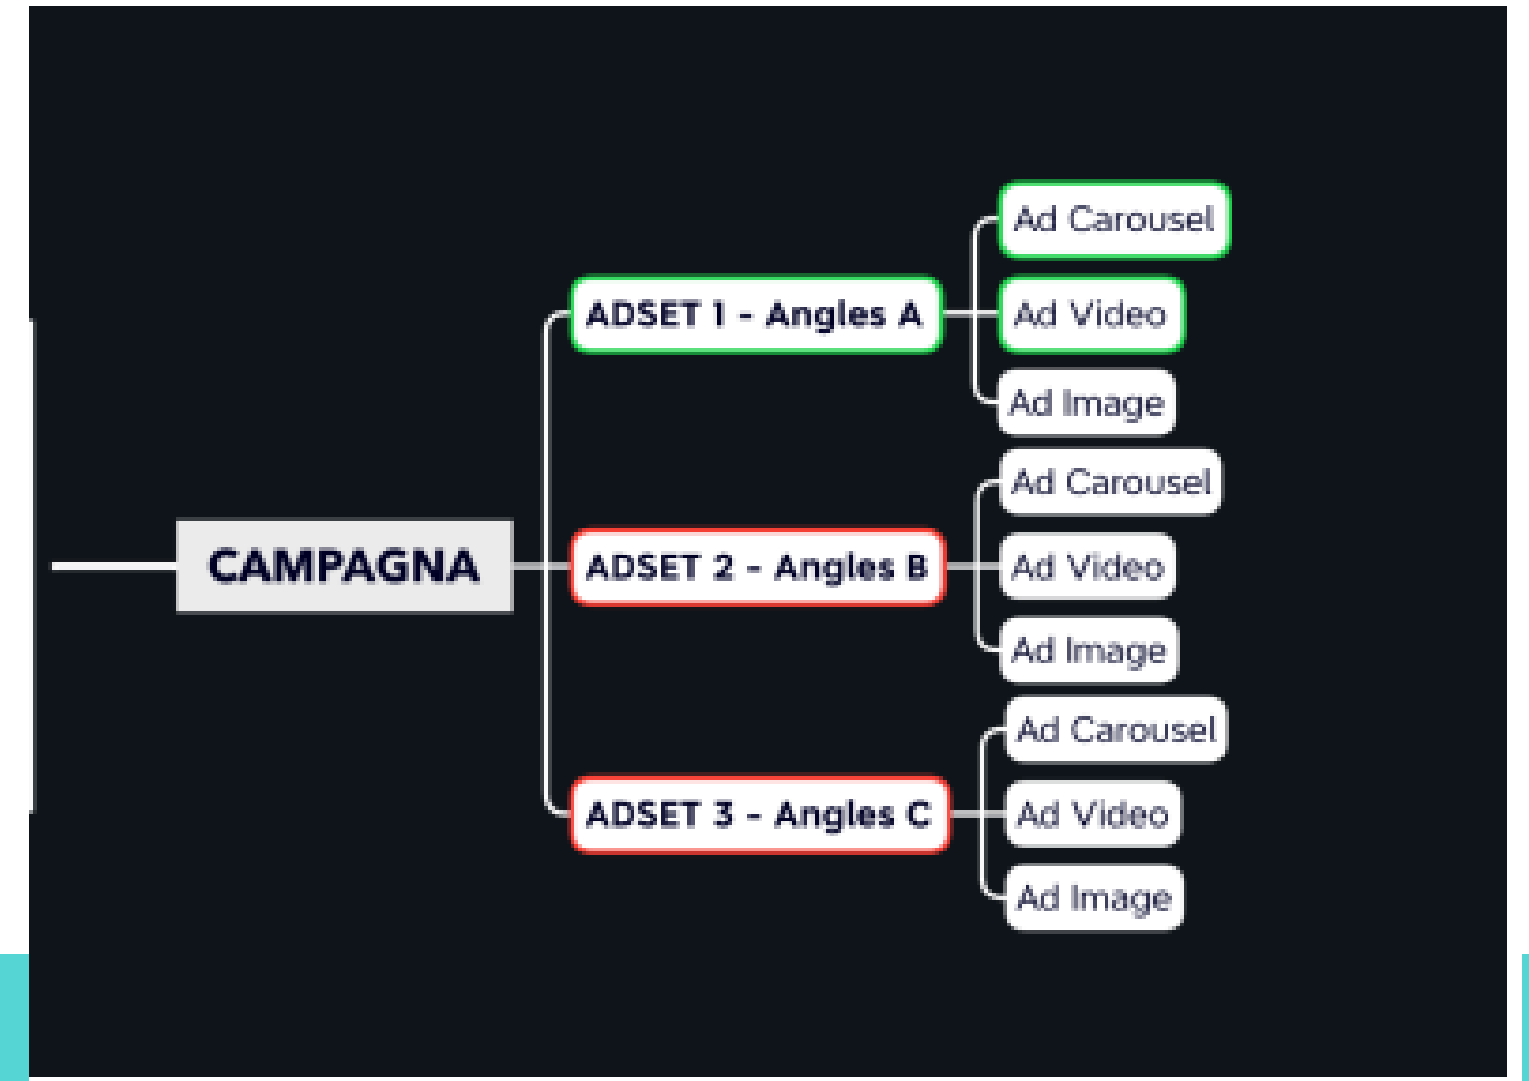 CAMPAGNA
ADSET 1 - Angles A
Ad Carousel
Ad Video
Ad Image
ADSET 2 - Angles B
Ad Carousel
Ad Video
Ad Image
ADSET 3 - Angles C
Ad Carousel
Ad Video
Ad Image